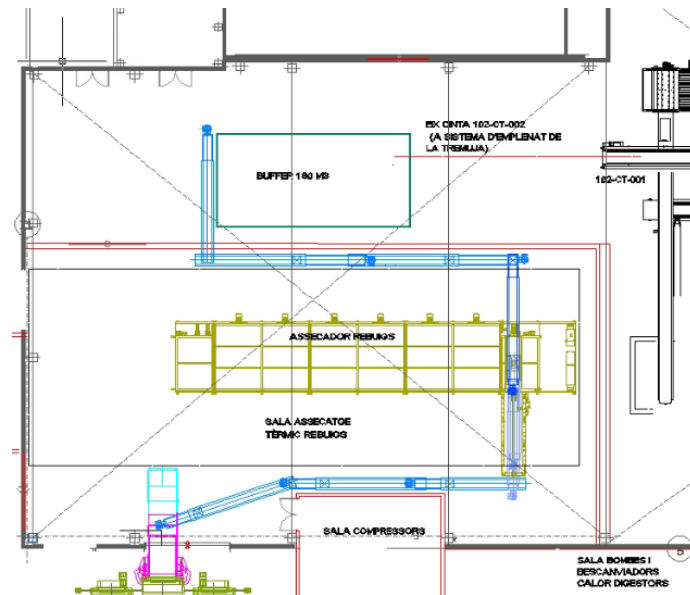 EIX CINTA 102-CT-002
(A SISTEMA D'EMPLENAT DE
LA TREMUJA)
BUFFER 180 M3
102-CT-001
ASSECADOR REBUIGS
SALA ASSECATGE
TÈRMIC REBUIGS
SALA COMPRESSORS
SALA BOMBES I
BESCANVIADORS
CALOR DIGESTORS